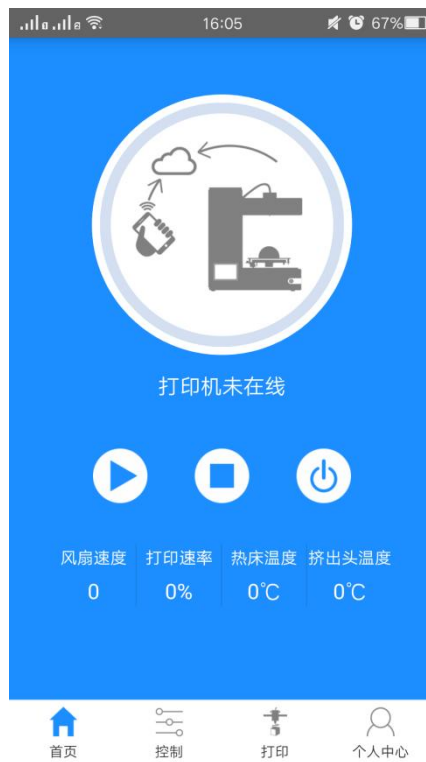 16:05 67%
打印机未在线
风扇速度 打印速率 热床温度 挤出头温度
0 0% 0℃ 0℃
首页 控制 打印 个人中心